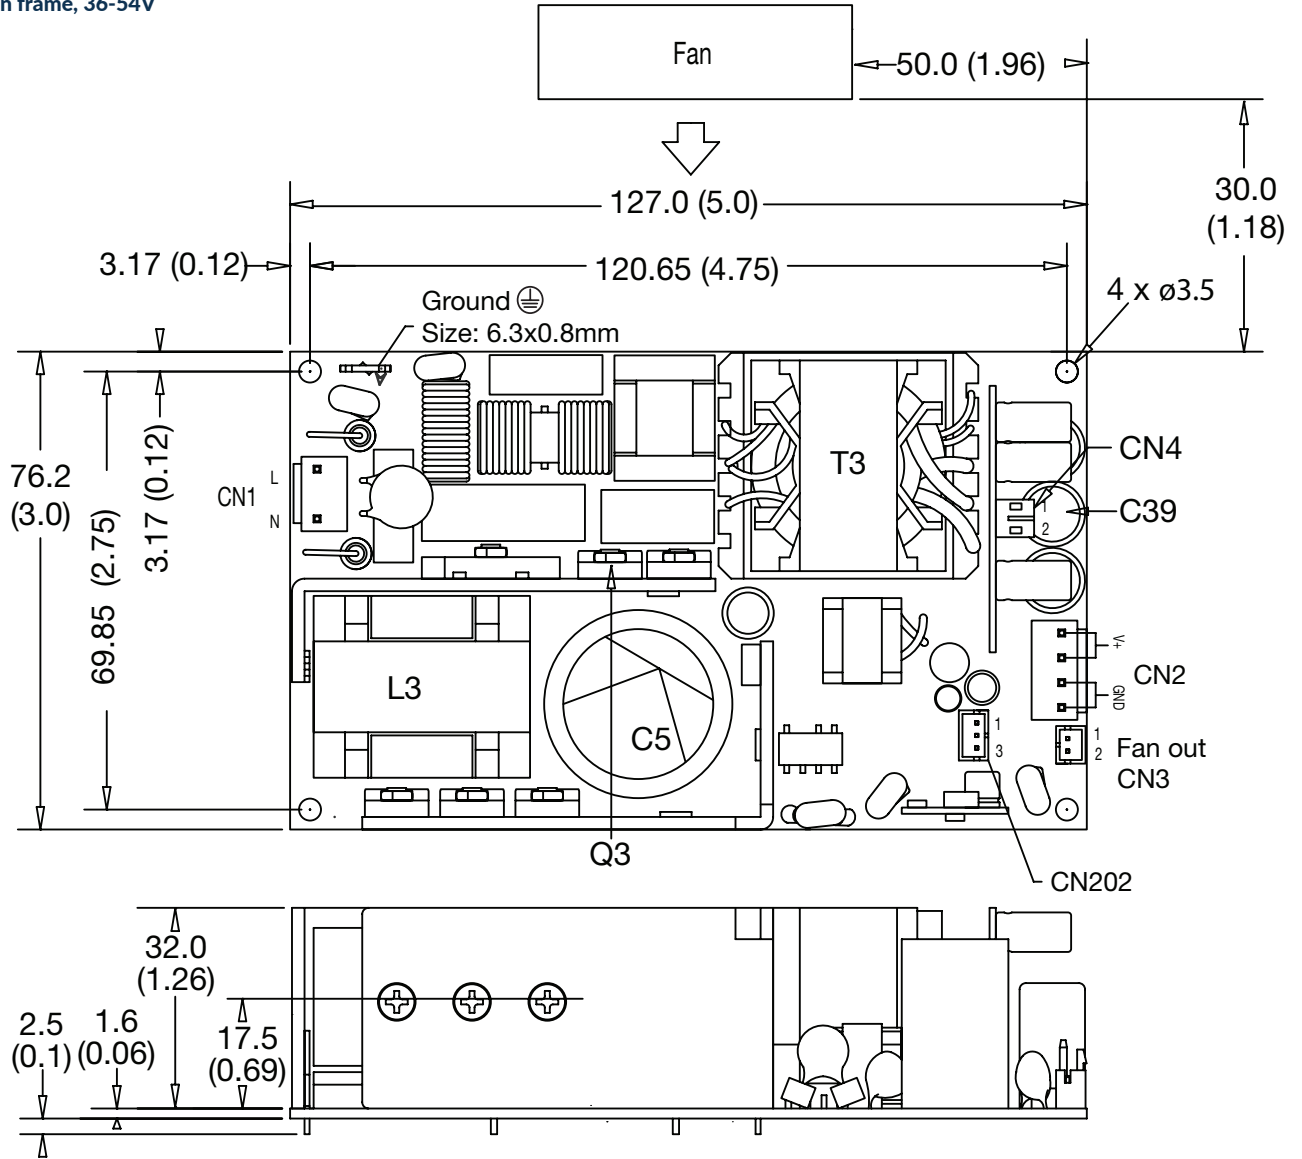 n frame, 36-54V
Fan
50.0 (1.96)
30.0
(1.18)
127.0 (5.0)
3.17 (0.12)
120.65 (4.75)
4 x ø3.5
Ground
Size: 6.3x0.8mm
76.2
(3.0)
69.85 (2.75)
3.17 (0.12)
CN1
L
N
T3
CN4
1
2
C39
L3
C5
V+
GND
CN2
1
3
1
2
Fan out
CN3
Q3
CN202
32.0
(1.26)
17.5
(0.69)
2.5
(0.1)
1.6
(0.06)